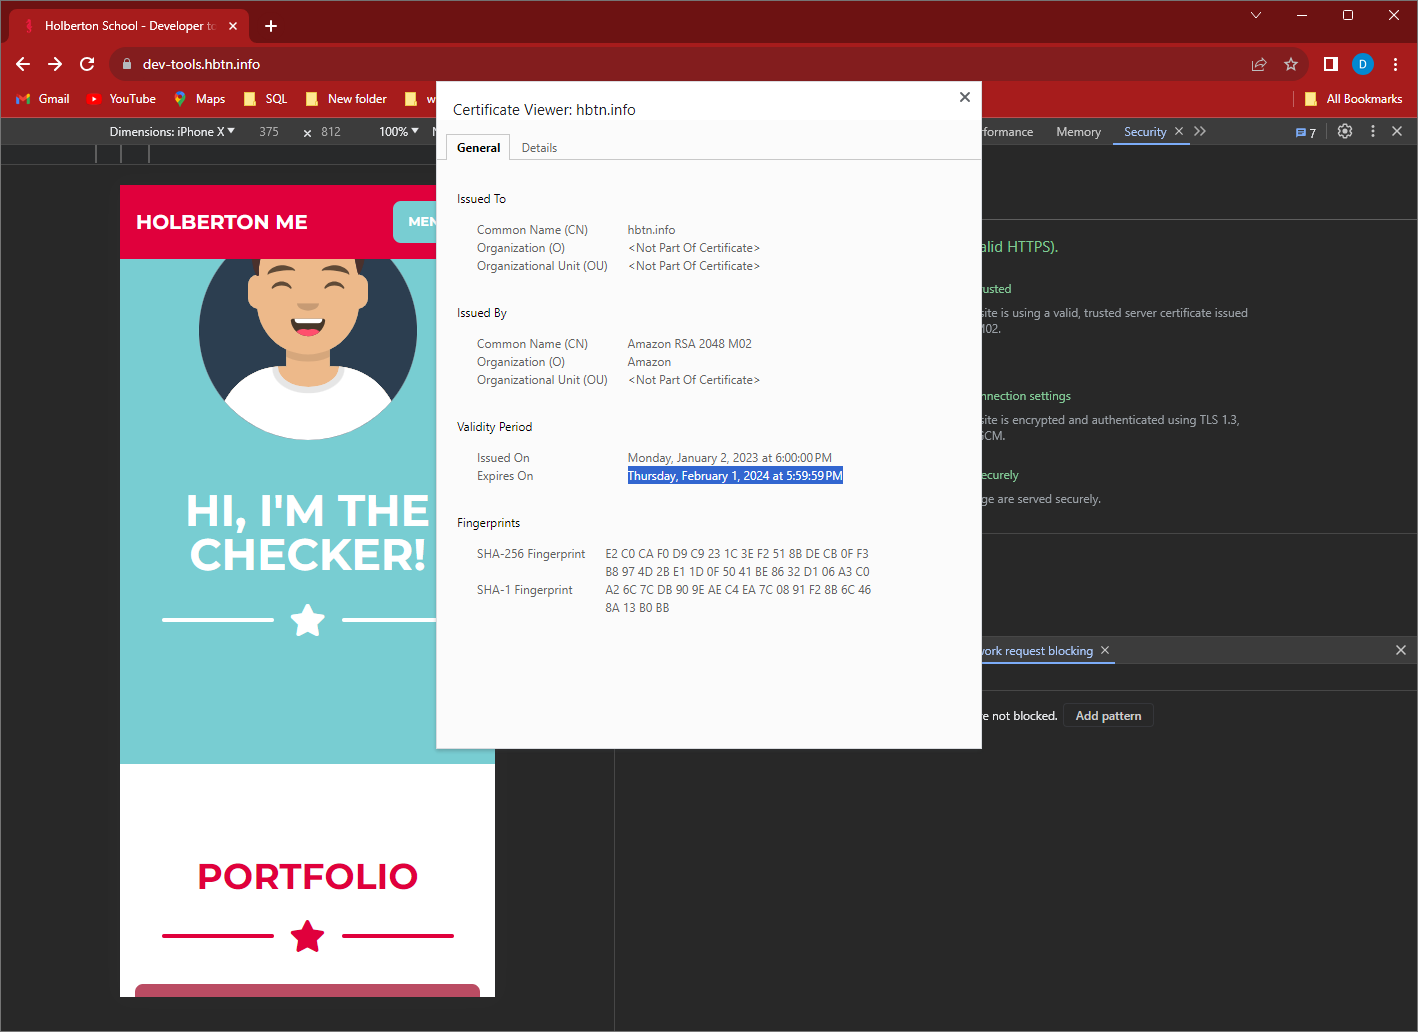 Holberton School - Developer to
dev-tools.hbtn.info
D
Gmail
YouTube
Maps
SQL
New folder
w
All Bookmarks
Dimensions: iPhone X
375
× 812
100%
formance
Memory
Security
7
HOLBERTON ME
MEN
HI, I'M THE
CHECKER!
PORTFOLIO
Certificate Viewer: hbtn.info
General
Details
Issued To
Common Name (CN) hbtn.info
Organization (O) <Not Part Of Certificate>
Organizational Unit (OU) <Not Part Of Certificate>
Issued By
Common Name (CN) Amazon RSA 2048 M02
Organization (O) Amazon
Organizational Unit (OU) <Not Part Of Certificate>
Validity Period
Issued On Monday, January 2, 2023 at 6:00:00 PM
Expires On Thursday, February 1, 2024 at 5:59:59 PM
Fingerprints
SHA-256 Fingerprint E2 C0 CA F0 D9 C9 23 1C 3E F2 51 8B DE CB 0F F3
B8 97 4D 2B E1 1D 0F 50 41 BE 86 32 D1 06 A3 C0
SHA-1 Fingerprint A2 6C 7C DB 90 9E AE C4 EA 7C 08 91 F2 8B 6C 46
8A 13 B0 BB
alid HTTPS).
rusted
site is using a valid, trusted server certificate issued
M02.
nnection settings
site is encrypted and authenticated using TLS 1.3,
GCM.
ecurely
ge are served securely.
work request blocking
re not blocked.
Add pattern